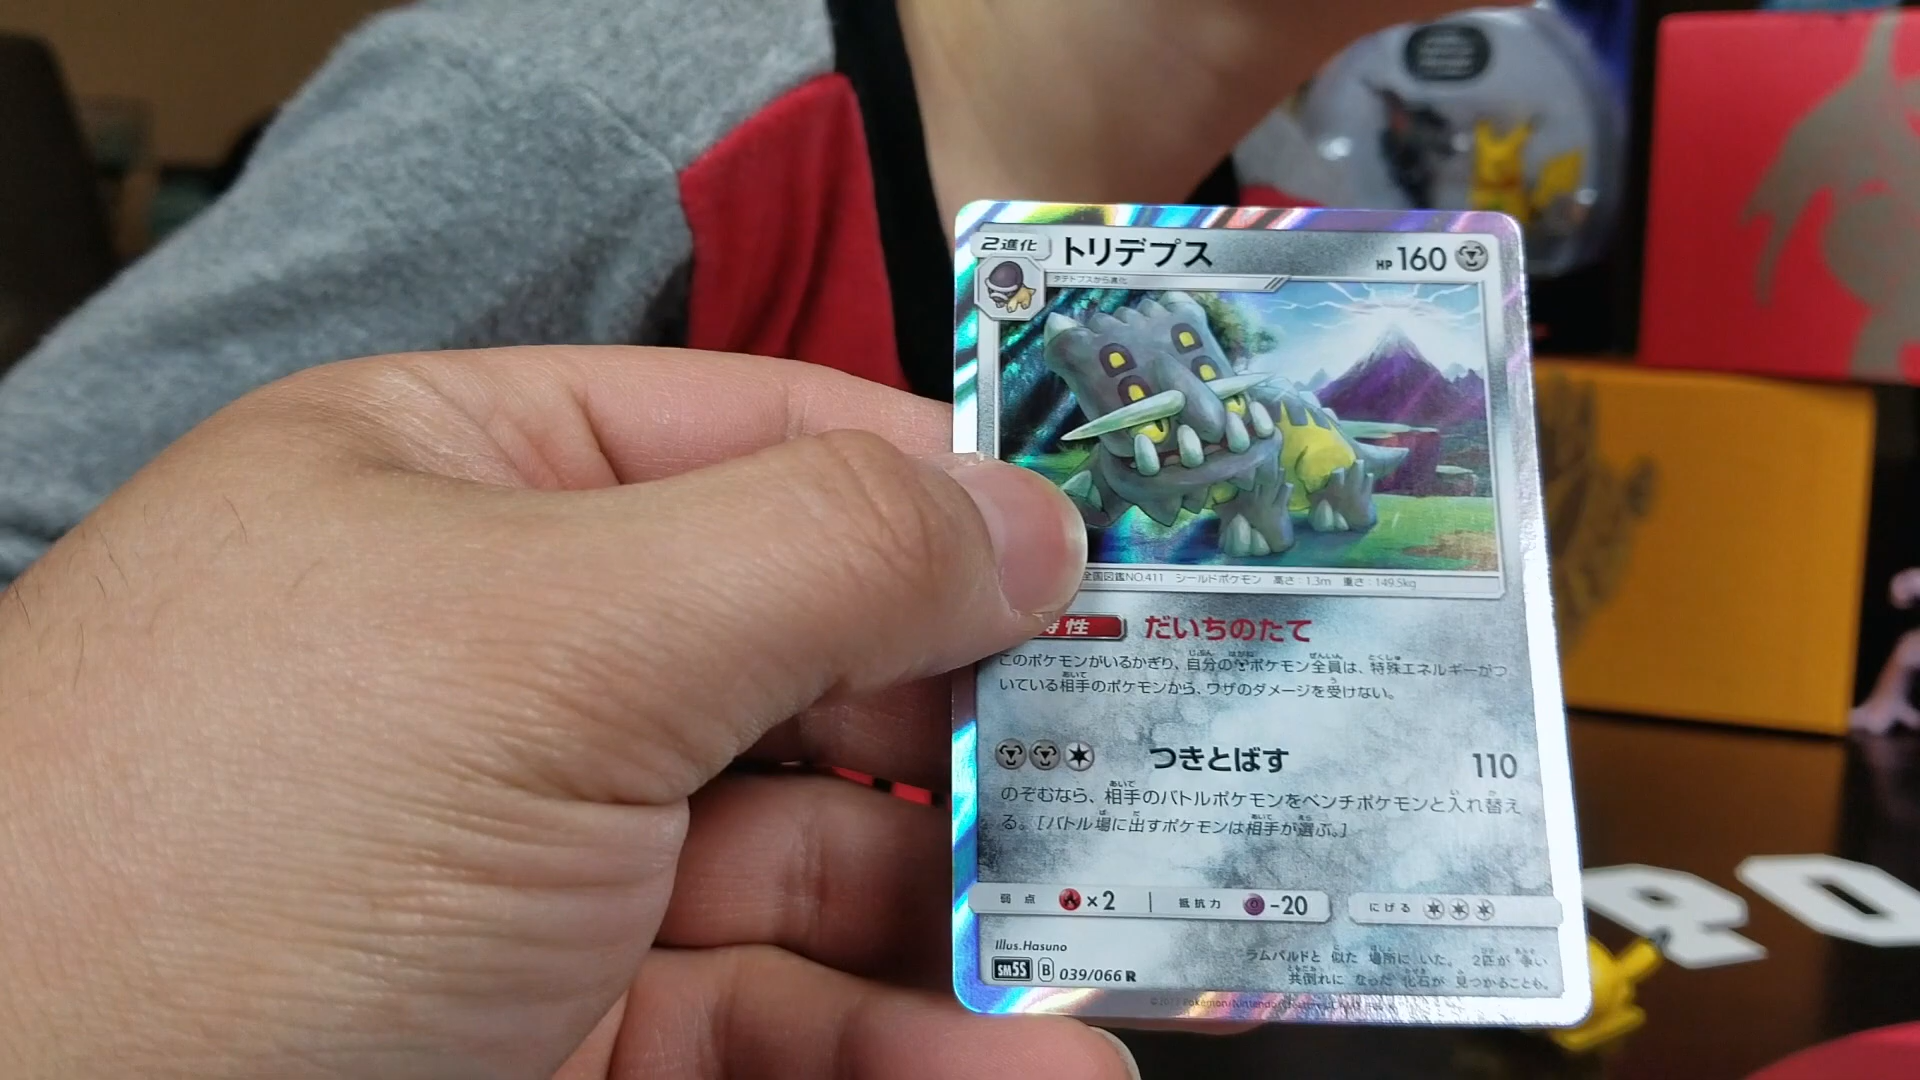 2進化
トリデプス
HP 160
タテトプスから進化
全国図鑑NO.411 シールドポケモン 高さ:1.3m 重さ:149.5kg
特性 だいちのたて
このポケモンがいるかぎり、自分のポケモン全員は、特殊エネルギーがつ
いている相手のポケモンから、ワザのダメージを受けない。
つきとばす 110
のぞむなら、相手のバトルポケモンをベンチポケモンと入れ替え
る。[バトル場に出すポケモンは相手が選ぶ。]
弱点 ×2 抵抗力 -20 にげる
Illus.Hasuno
SM5S B 039/066 R
ラムパルドと 似た 場所に いた。 2匹が 争い
共倒れに なった 化石が 見つかることも。
RO